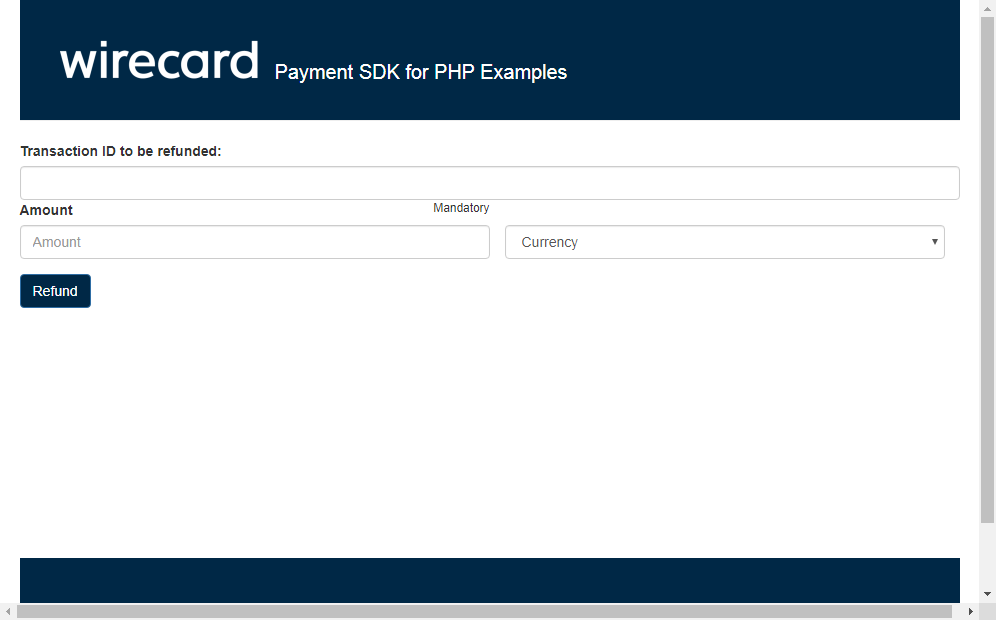 wirecard Payment SDK for PHP Examples
Transaction ID to be refunded:
Amount Mandatory
Amount Currency
Refund